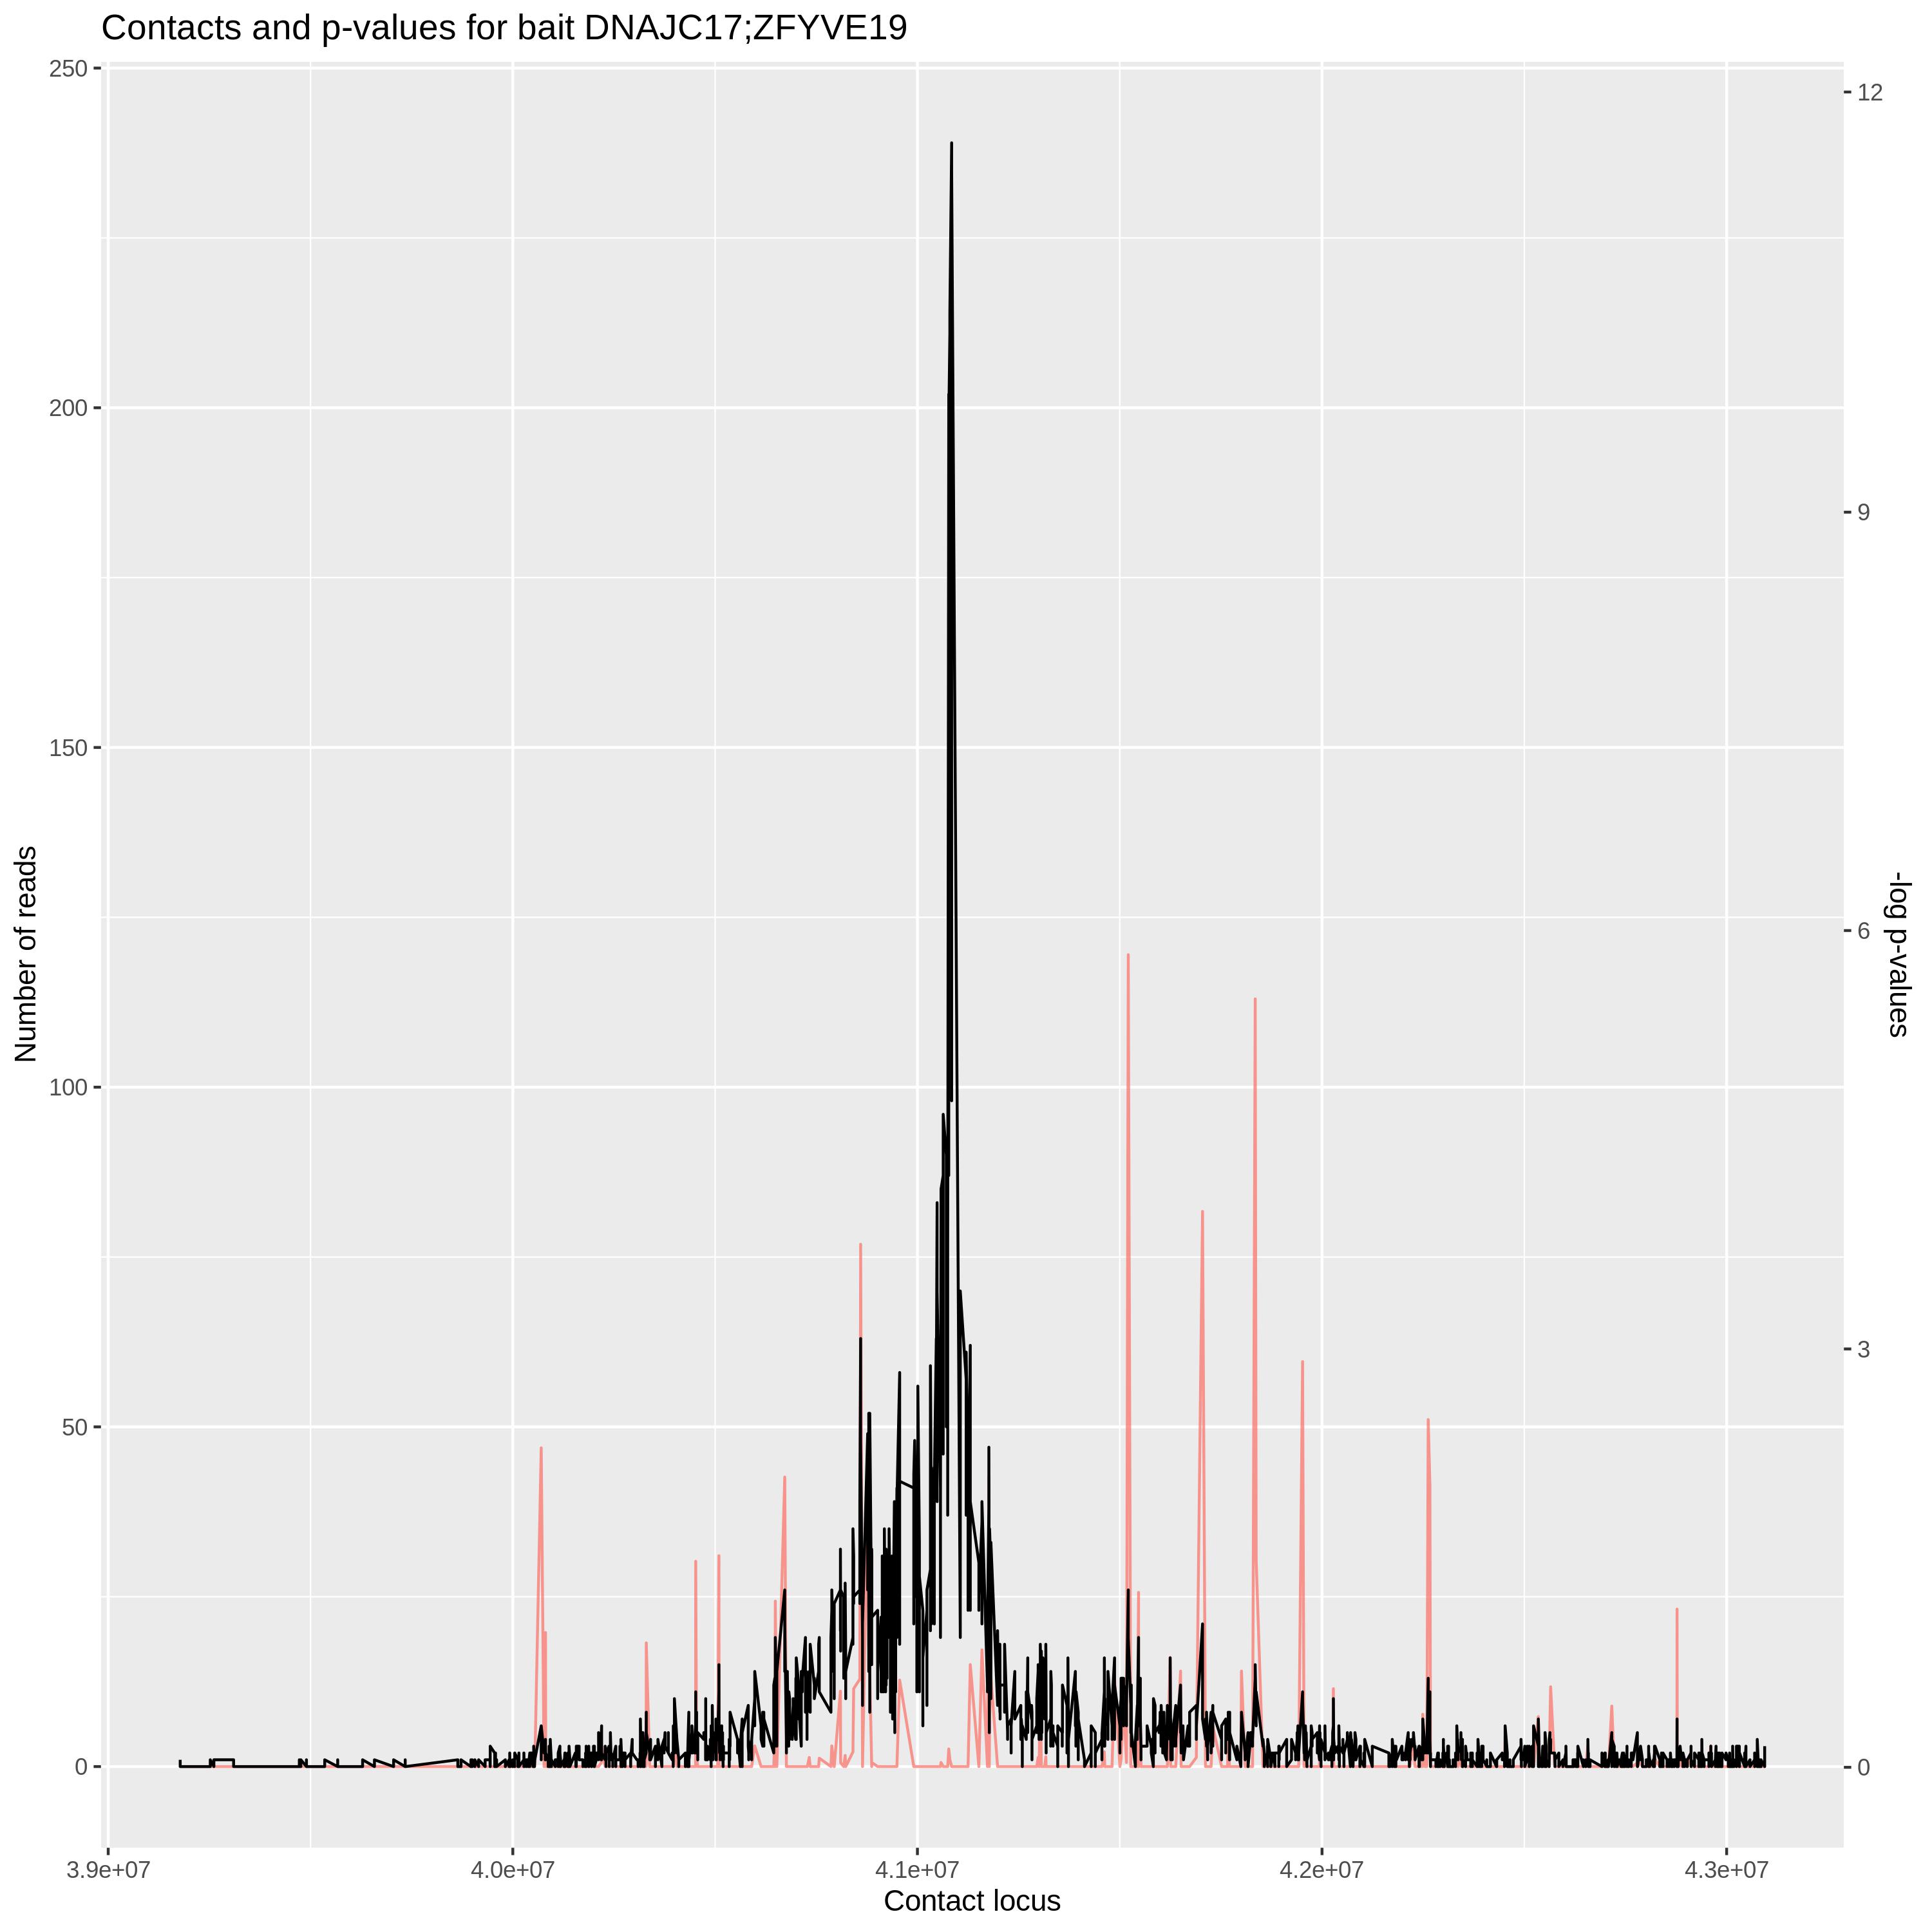 Contacts and p-values for bait DNAJC17;ZFYVE19
250
200
150
100
50
0
12
9
6
3
0
Number of reads
-log p-values
3.9e+07
4.0e+07
4.1e+07
4.2e+07
4.3e+07
Contact locus